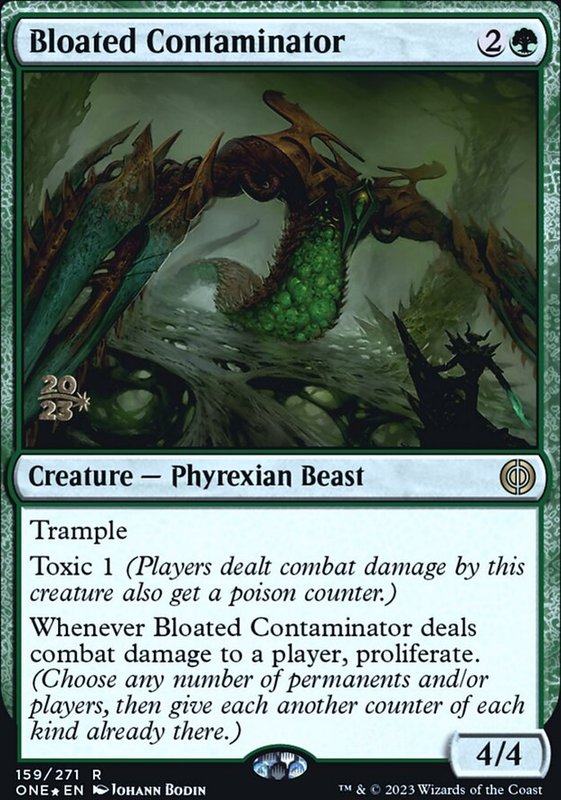 Bloated Contaminator 2
20
23
Creature — Phyrexian Beast
Trample
Toxic 1 (Players dealt combat damage by this
creature also get a poison counter.)
Whenever Bloated Contaminator deals
combat damage to a player, proliferate.
(Choose any number of permanents and/or
players, then give each another counter of each
kind already there.)
4/4
159/271 R
ONE★EN Johann Bodin
™ & © 2023 Wizards of the Coast